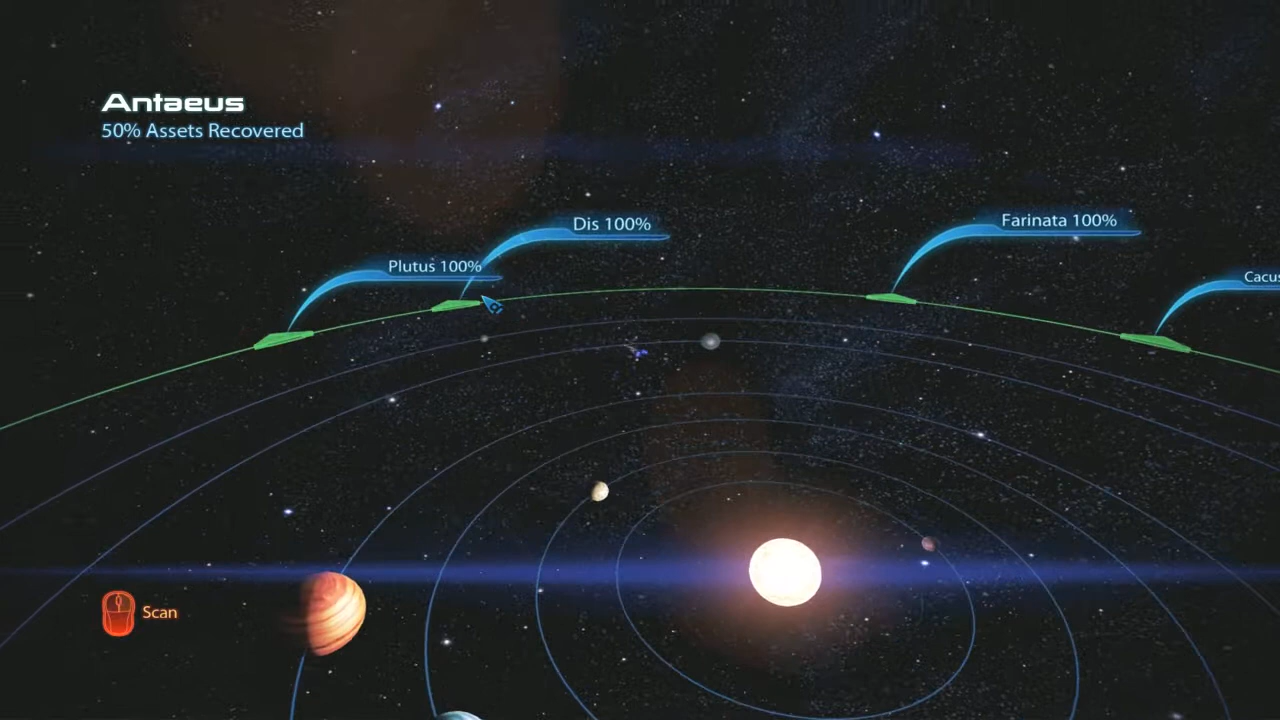 Antaeus
50% Assets Recovered
Dis 100%
Farinata 100%
Plutus 100%
Cacus
Scan